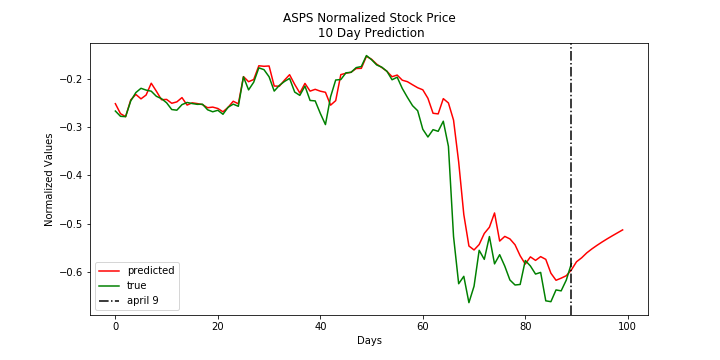 ASPS Normalized Stock Price
10 Day Prediction
Normalized Values
−0.2
−0.3
−0.4
−0.5
−0.6
predicted
true
april 9
0 20 40 60 80 100
Days